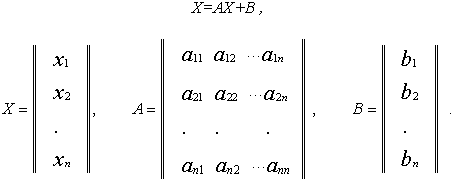 X=AX+B ,
X = ‖ x1 ‖ , A = ‖ a11 a12 ...a1n ‖ , B = ‖ b1 ‖ .
x2 a21 a22 ...a2n b2
. . . . .
xn an1 an2 ...ann bn